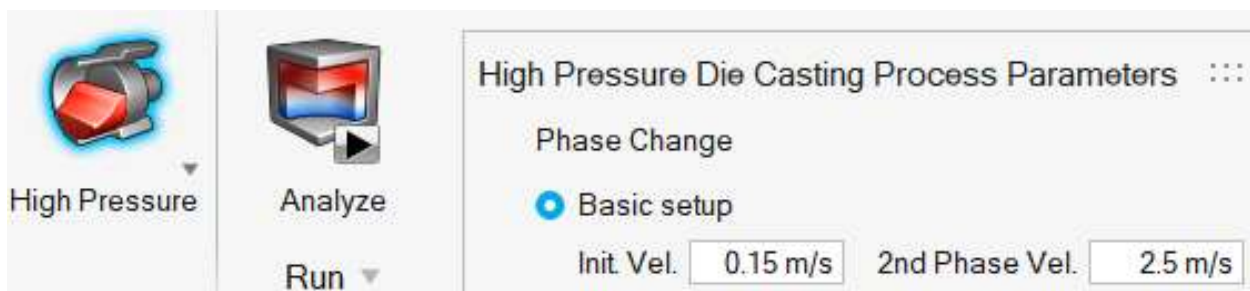 High Pressure Die Casting Process Parameters
Phase Change
High Pressure
Analyze
Basic setup
Run
Init. Vel. 0.15 m/s 2nd Phase Vel. 2.5 m/s